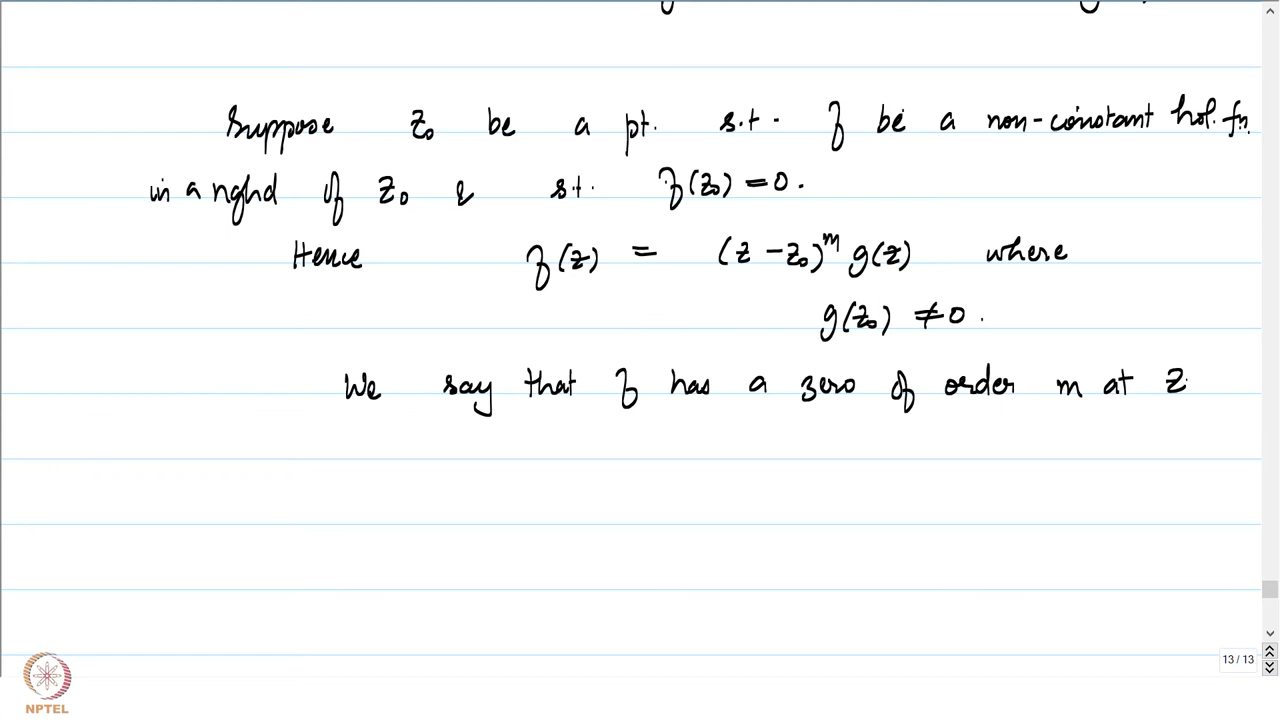 Suppose z₀ be a pt. s.t. f be a non-constant hol. fn.
in a nghd of z₀ & s.t. f(z₀) = 0.
Hence f(z) = (z - z₀)ᵐ g(z) where
g(z₀) ≠ 0.
We say that f has a zero of order m at z
13 / 13
NPTEL